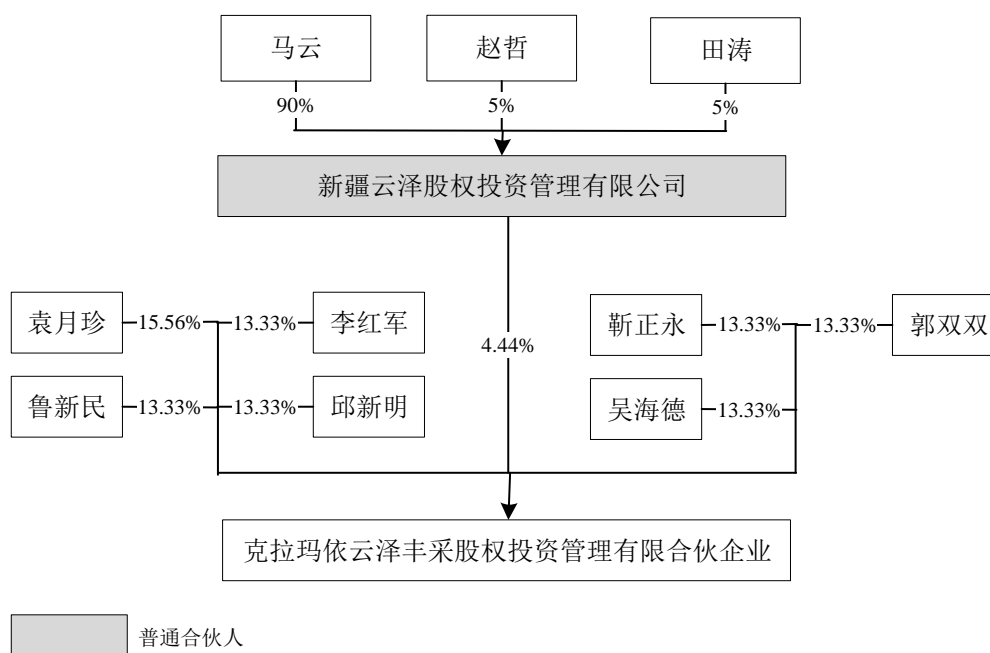 马云
赵哲
田涛
90%
5%
5%
新疆云泽股权投资管理有限公司
袁月珍
15.56%
13.33%
李红军
靳正永
13.33%
13.33%
郭双双
4.44%
鲁新民
13.33%
13.33%
邱新明
吴海德
13.33%
克拉玛依云泽丰采股权投资管理有限合伙企业
普通合伙人